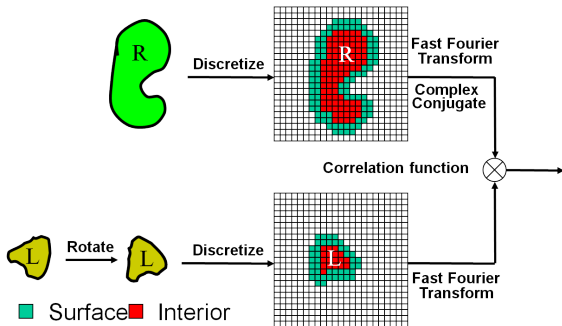 R
Discretize
R
Fast Fourier
Transform
Complex
Conjugate
Correlation function
L
Rotate
L
Discretize
L
Fast Fourier
Transform
Surface
Interior